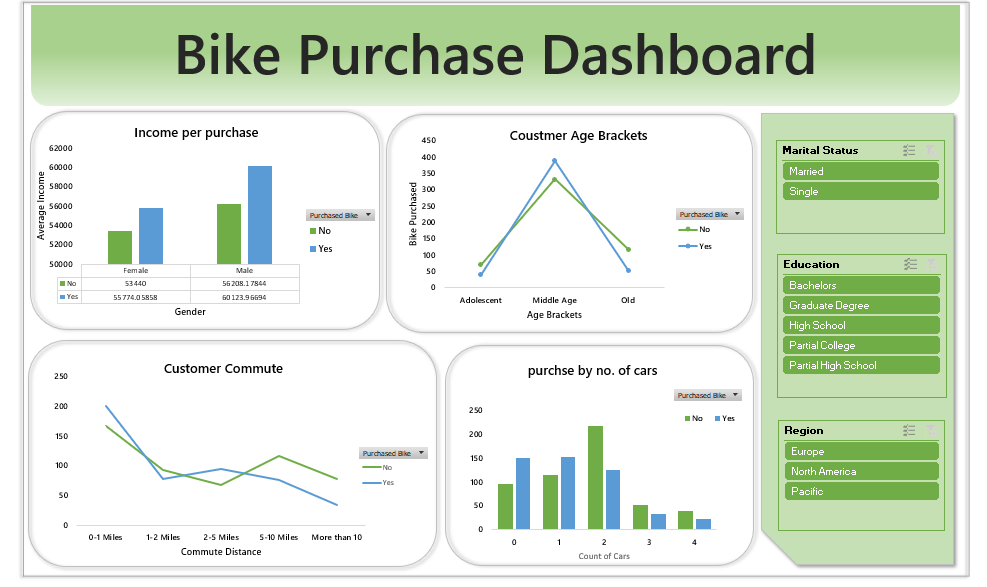 Bike Purchase Dashboard
Income per purchase
62000
60000
58000
56000
54000
52000
50000
Average Income
Female Male
No 53440 56208.17844
Yes 55774.05858 60123.96694
Gender
Purchased Bike
No
Yes
Coustmer Age Brackets
450
400
350
300
250
200
150
100
50
0
Bike Purchased
Adolescent Middle Age Old
Age Brackets
Purchased Bike
No
Yes
Customer Commute
250
200
150
100
50
0
0-1 Miles 1-2 Miles 2-5 Miles 5-10 Miles More than 10
Commute Distance
Purchased Bike
No
Yes
purchse by no. of cars
Purchased Bike
No Yes
250
200
150
100
50
0
0 1 2 3 4
Count of Cars
Marital Status
Married
Single
Education
Bachelors
Graduate Degree
High School
Partial College
Partial High School
Region
Europe
North America
Pacific